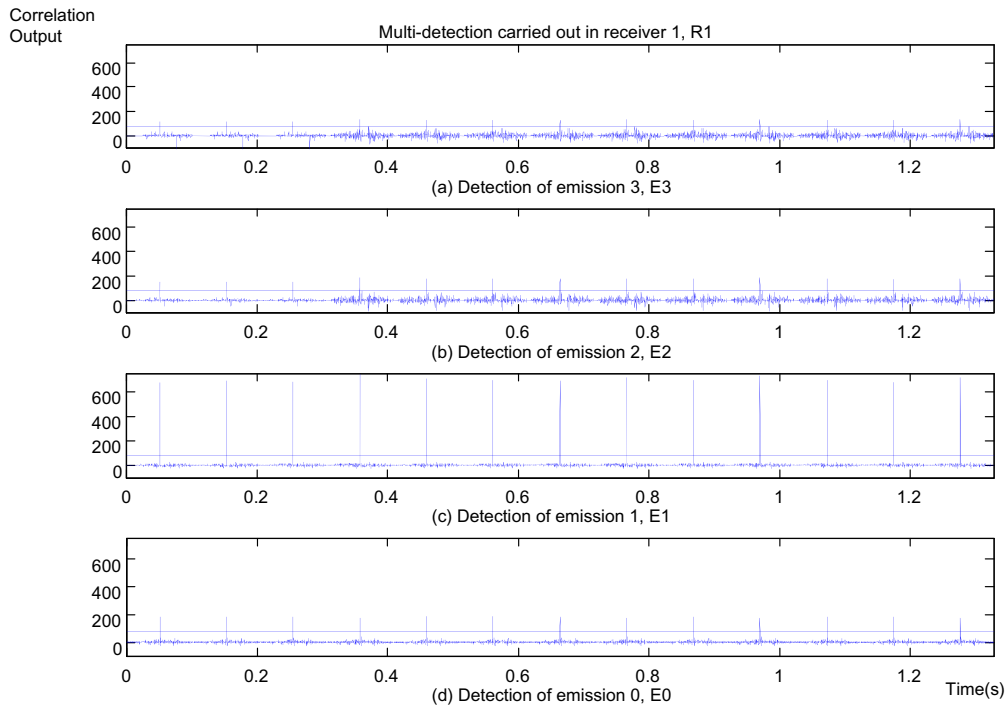 Correlation
Output
Multi-detection carried out in receiver 1, R1
600
400
200
0
0 0.2 0.4 0.6 0.8 1 1.2
(a) Detection of emission 3, E3
600
400
200
0
0 0.2 0.4 0.6 0.8 1 1.2
(b) Detection of emission 2, E2
600
400
200
0
0 0.2 0.4 0.6 0.8 1 1.2
(c) Detection of emission 1, E1
600
400
200
0
0 0.2 0.4 0.6 0.8 1 1.2
(d) Detection of emission 0, E0
Time(s)